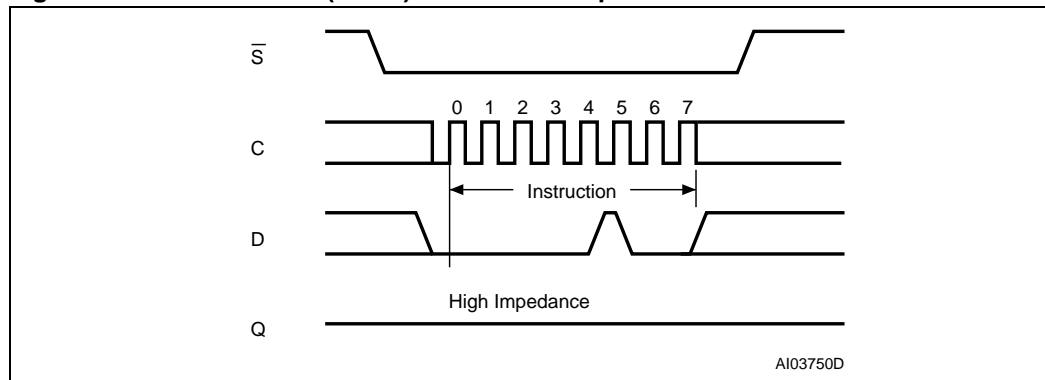 S̅
0 1 2 3 4 5 6 7
C
Instruction
D
High Impedance
Q
AI03750D